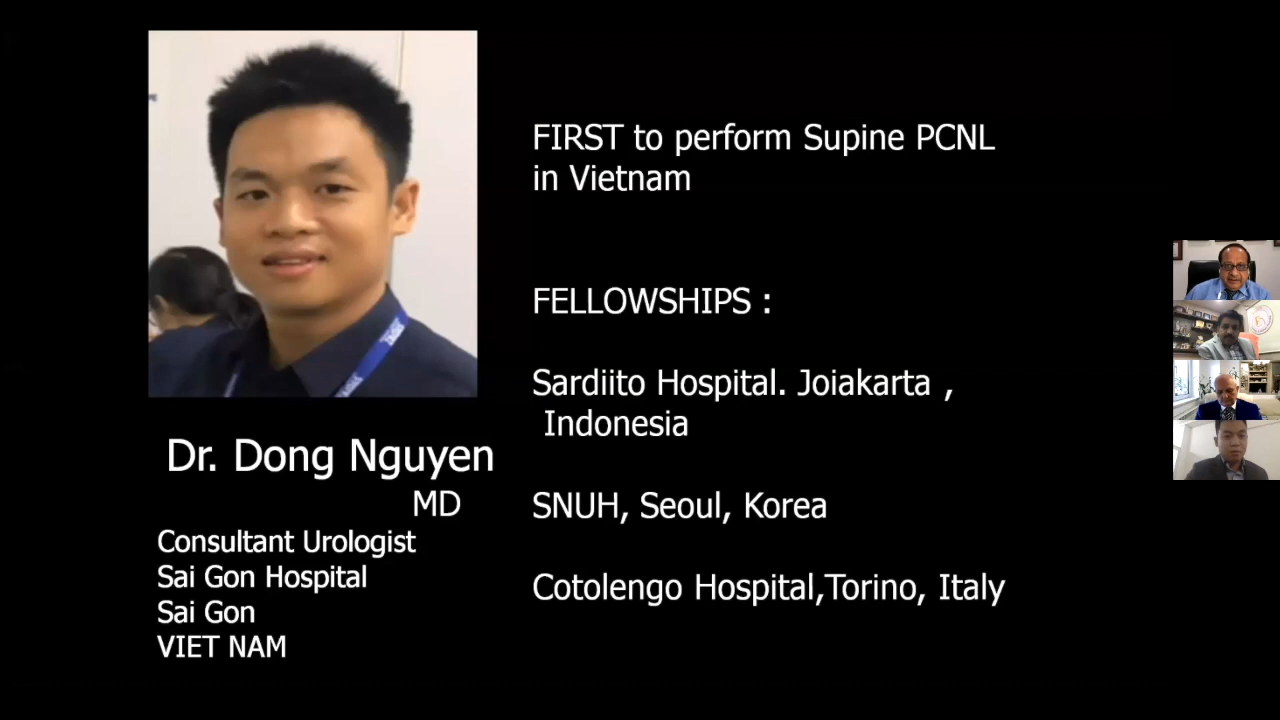 FIRST to perform Supine PCNL
in Vietnam
FELLOWSHIPS :
Sardiito Hospital. Joiakarta ,
Indonesia
SNUH, Seoul, Korea
Cotolengo Hospital,Torino, Italy
Dr. Dong Nguyen
MD
Consultant Urologist
Sai Gon Hospital
Sai Gon
VIET NAM